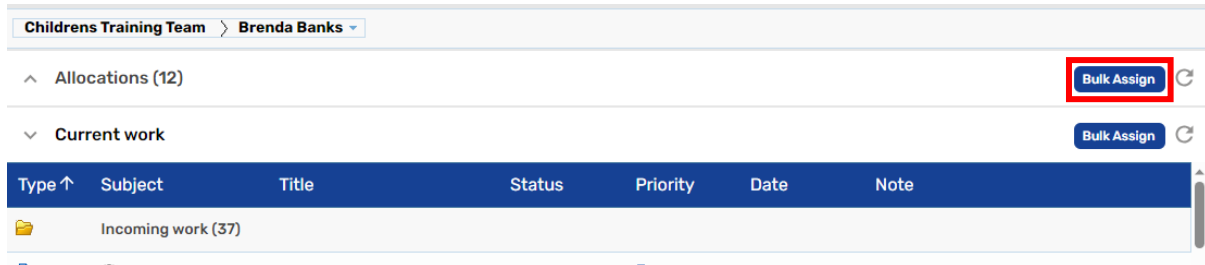 Childrens Training Team Brenda Banks
Allocations (12) Bulk Assign
Current work Bulk Assign
Type Subject Title Status Priority Date Note
Incoming work (37)